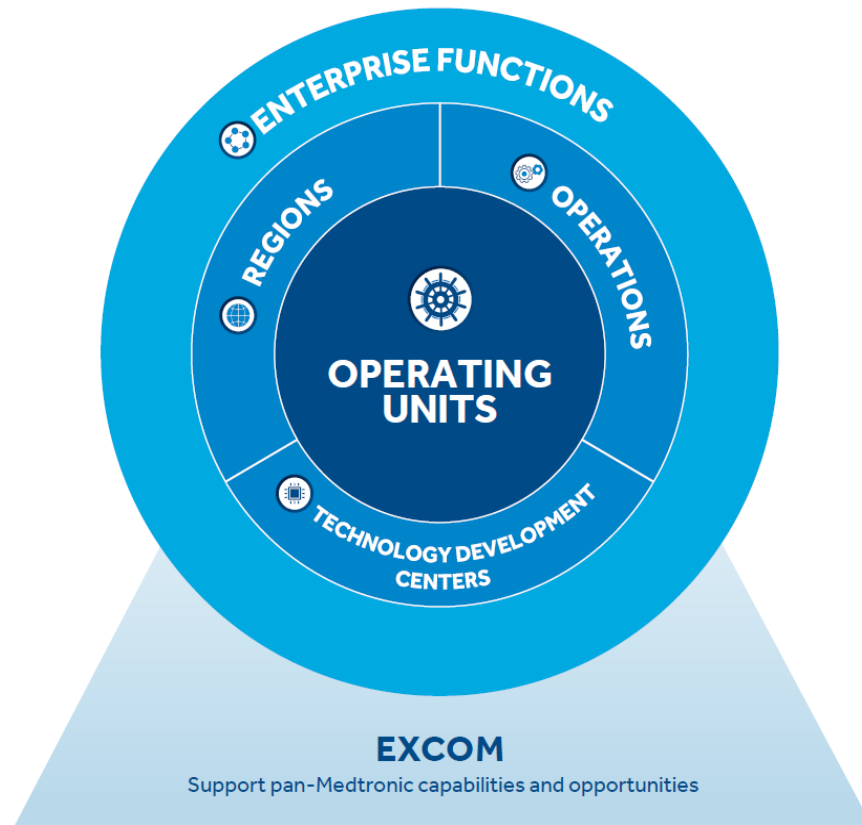 ENTERPRISE FUNCTIONS
REGIONS
OPERATIONS
OPERATING
UNITS
TECHNOLOGY DEVELOPMENT
CENTERS
EXCOM
Support pan-Medtronic capabilities and opportunities